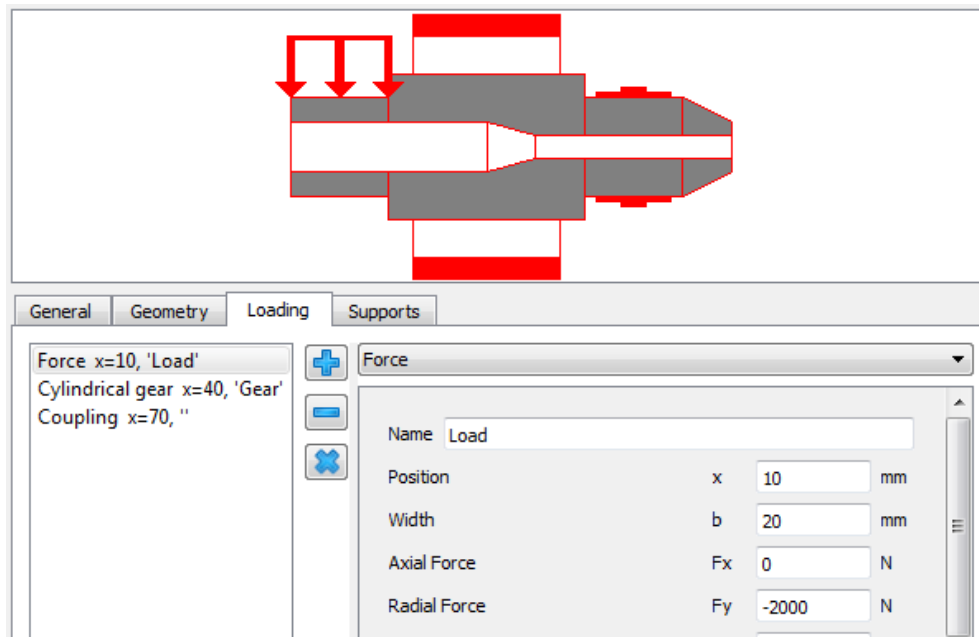 General Geometry Loading Supports
Force x=10, 'Load'
Cylindrical gear x=40, 'Gear'
Coupling x=70, ''
Force
Name Load
Position x 10 mm
Width b 20 mm
Axial Force Fx 0 N
Radial Force Fy -2000 N